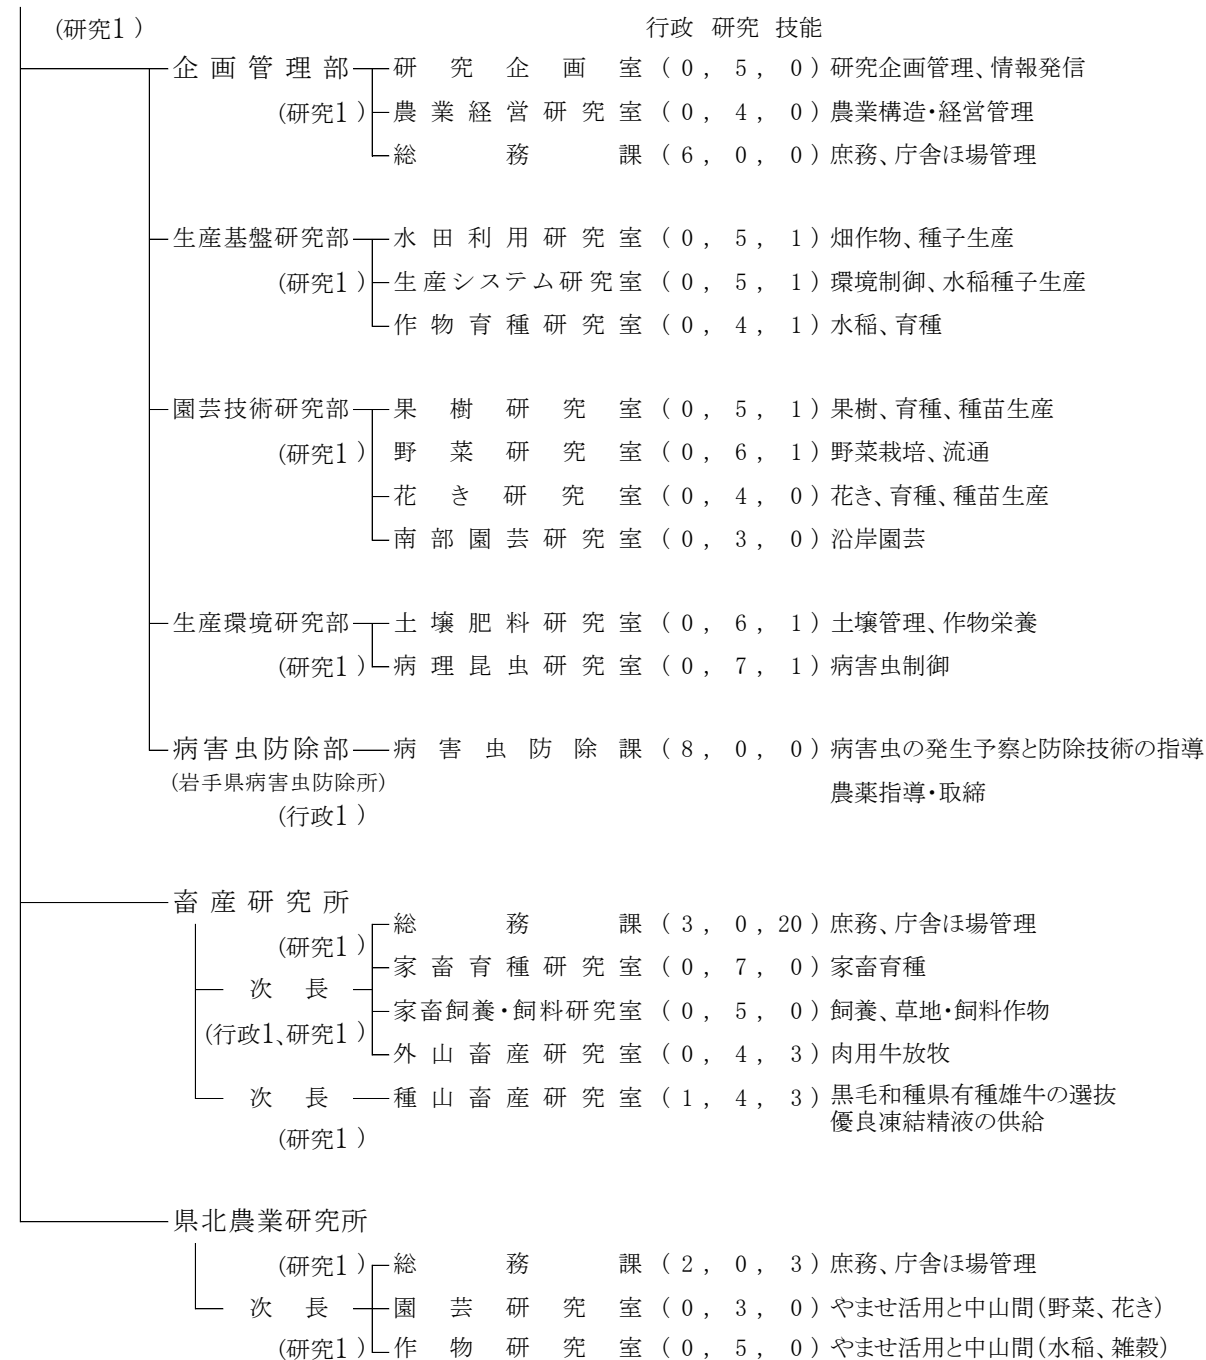 (研究1) 行政 研究 技能
企画管理部 研究企画室 (0, 5, 0) 研究企画管理、情報発信
(研究1) 農業経営研究室 (0, 4, 0) 農業構造・経営管理
総務課 (6, 0, 0) 庶務、庁舎ほ場管理
生産基盤研究部 水田利用研究室 (0, 5, 1) 畑作物、種子生産
(研究1) 生産システム研究室 (0, 5, 1) 環境制御、水稲種子生産
作物育種研究室 (0, 4, 1) 水稲、育種
園芸技術研究部 果樹研究室 (0, 5, 1) 果樹、育種、種苗生産
(研究1) 野菜研究室 (0, 6, 1) 野菜栽培、流通
花き研究室 (0, 4, 0) 花き、育種、種苗生産
南部園芸研究室 (0, 3, 0) 沿岸園芸
生産環境研究部 土壌肥料研究室 (0, 6, 1) 土壌管理、作物栄養
(研究1) 病理昆虫研究室 (0, 7, 1) 病害虫制御
病害虫防除部 病害虫防除課 (8, 0, 0) 病害虫の発生予察と防除技術の指導
(岩手県病害虫防除所) 農薬指導・取締
(行政1)
畜産研究所
総務課 (3, 0, 20) 庶務、庁舎ほ場管理
(研究1)
家畜育種研究室 (0, 7, 0) 家畜育種
次長
家畜飼養・飼料研究室 (0, 5, 0) 飼養、草地・飼料作物
(行政1、研究1)
外山畜産研究室 (0, 4, 3) 肉用牛放牧
次長 種山畜産研究室 (1, 4, 3) 黒毛和種県有種雄牛の選抜
優良凍結精液の供給
(研究1)
県北農業研究所
(研究1) 総務課 (2, 0, 3) 庶務、庁舎ほ場管理
次長 園芸研究室 (0, 3, 0) やませ活用と中山間(野菜、花き)
(研究1) 作物研究室 (0, 5, 0) やませ活用と中山間(水稲、雑穀)